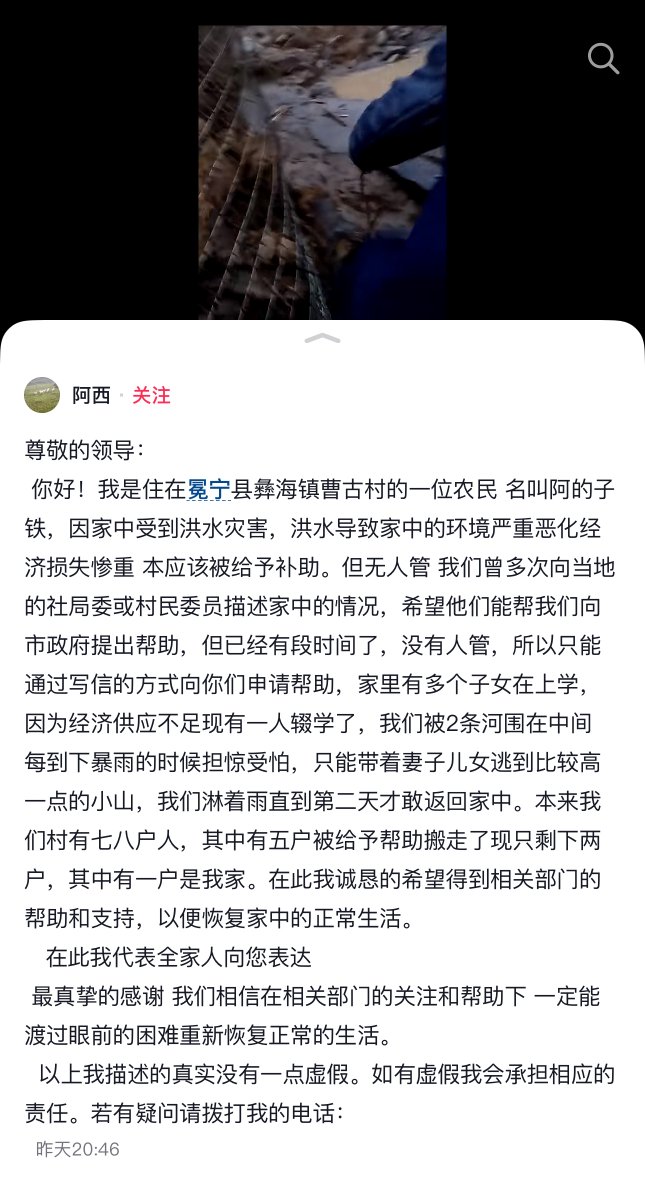 阿西 · 关注
尊敬的领导：
你好！我是住在冕宁县彝海镇曹古村的一位农民 名叫阿的子
铁，因家中受到洪水灾害，洪水导致家中的环境严重恶化经
济损失惨重 本应该被给予补助。但无人管 我们曾多次向当地
的社局委或村民委员描述家中的情况，希望他们能帮我们向
市政府提出帮助，但已经有段时间了，没有人管，所以只能
通过写信的方式向你们申请帮助，家里有多个子女在上学，
因为经济供应不足现有一人辍学了，我们被2条河围在中间
每到下暴雨的时候担惊受怕，只能带着妻子儿女逃到比较高
一点的小山，我们淋着雨直到第二天才敢返回家中。本来我
们村有七八户人，其中有五户被给予帮助搬走了现只剩下两
户，其中有一户是我家。在此我诚恳的希望得到相关部门的
帮助和支持，以便恢复家中的正常生活。
在此我代表全家人向您表达
最真挚的感谢 我们相信在相关部门的关注和帮助下 一定能
渡过眼前的困难重新恢复正常的生活。
以上我描述的真实没有一点虚假。如有虚假我会承担相应的
责任。若有疑问请拨打我的电话：
昨天20:46